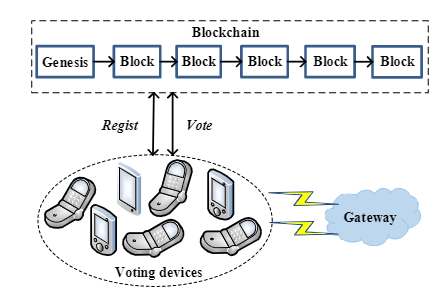 Blockchain
Genesis Block Block Block Block Block
Regist Vote
Gateway
Voting devices